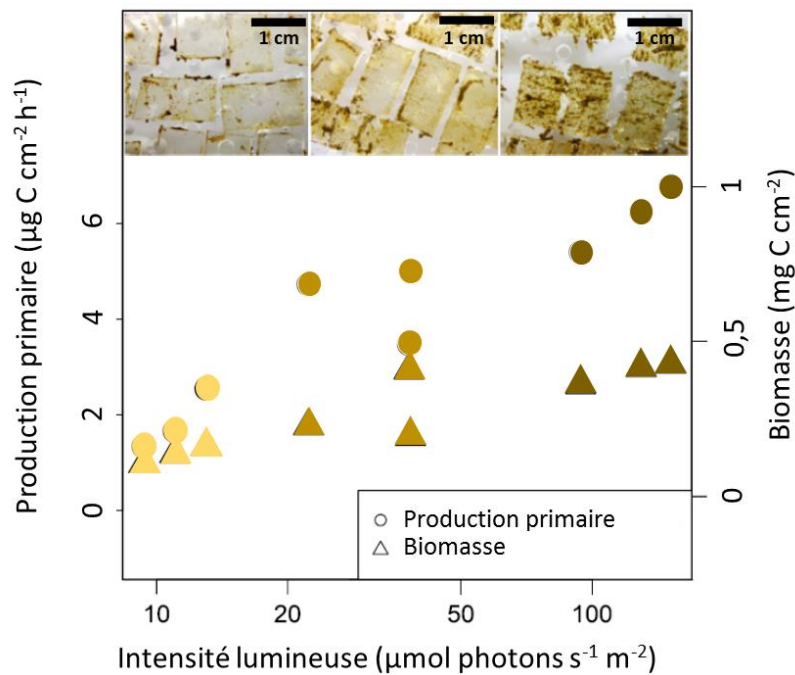 1 cm
1 cm
1 cm
Production primaire (µg C cm-2 h-1)
6
4
2
0
1
0,5
0
Biomasse (mg C cm-2)
Production primaire
Biomasse
10
20
50
100
Intensité lumineuse (µmol photons s-1 m-2)